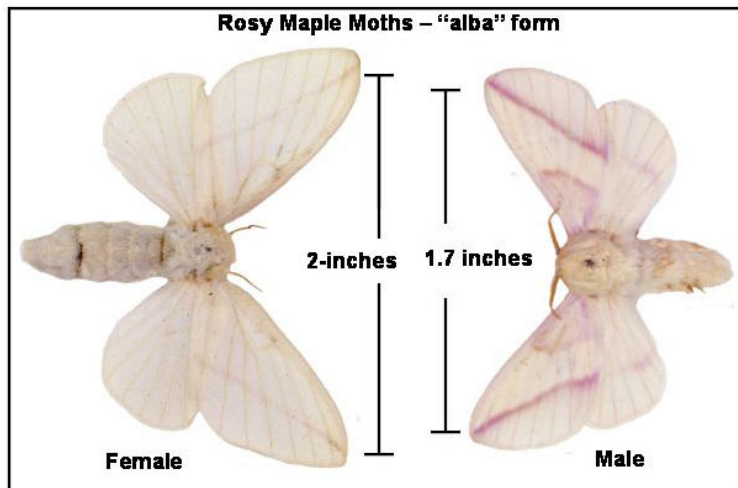 Rosy Maple Moths – “alba” form
2-inches
1.7 inches
Female
Male